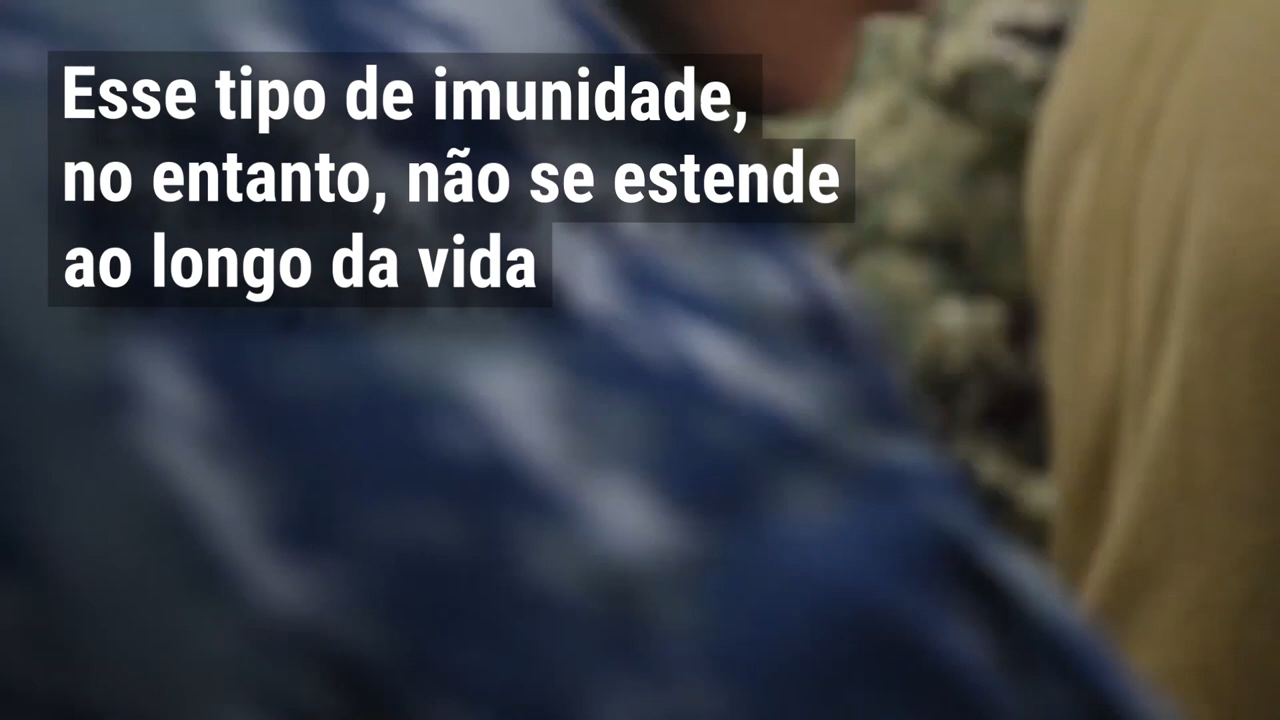 Esse tipo de imunidade,
no entanto, não se estende
ao longo da vida